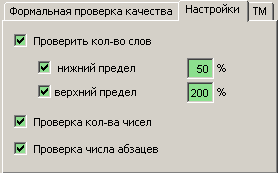 Формальная проверка качества Настройки TM
Проверить кол-во слов
нижний предел 50 %
верхний предел 200 %
Проверка кол-ва чисел
Проверка числа абзацев